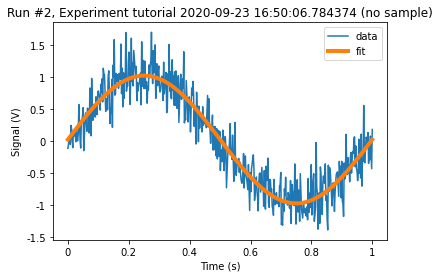 Run #2, Experiment tutorial 2020-09-23 16:50:06.784374 (no sample)
data
fit
Signal (V)
1.5
1
0.5
0
-0.5
-1
-1.5
0
0.2
0.4
0.6
0.8
1
Time (s)